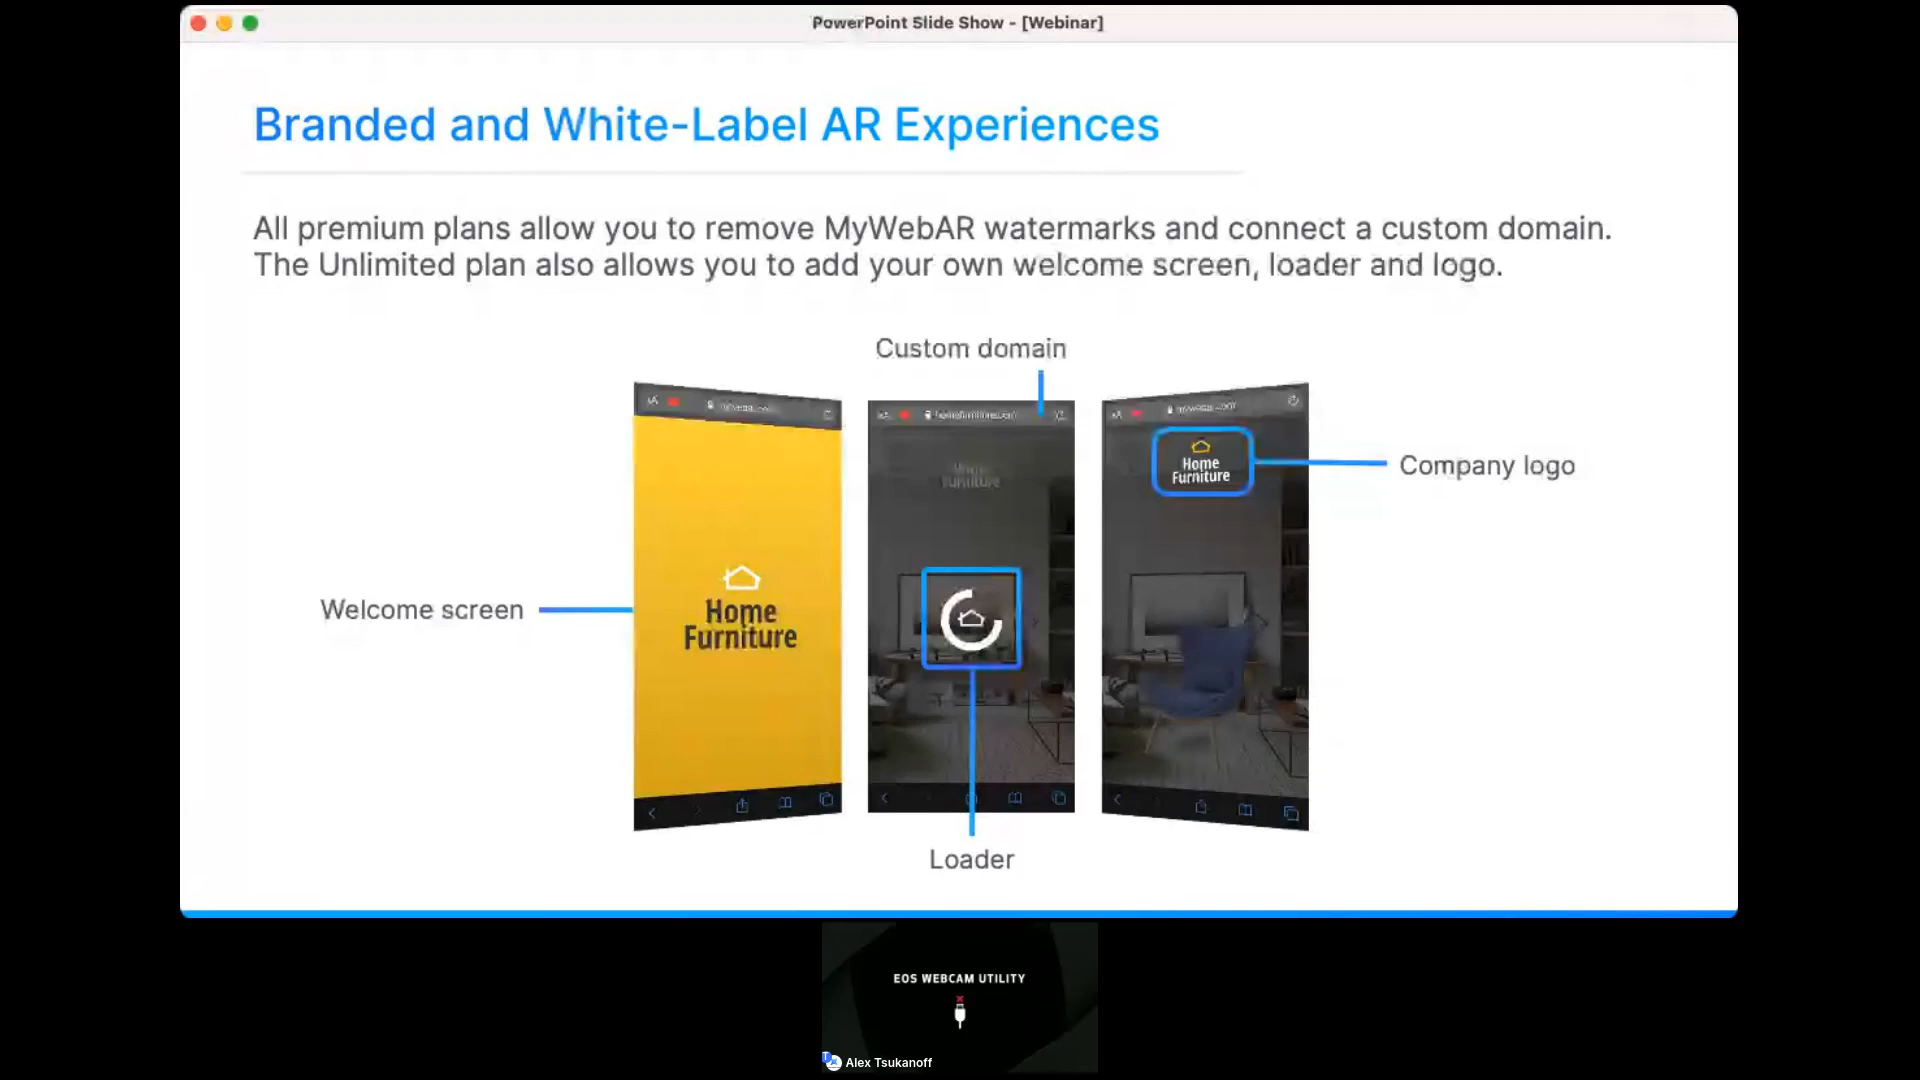 PowerPoint Slide Show - [Webinar]
Branded and White-Label AR Experiences
All premium plans allow you to remove MyWebAR watermarks and connect a custom domain.
The Unlimited plan also allows you to add your own welcome screen, loader and logo.
Custom domain
Company logo
Home
Furniture
Home
Furniture
Welcome screen
Home
Furniture
Loader
EOS WEBCAM UTILITY
Alex Tsukanoff